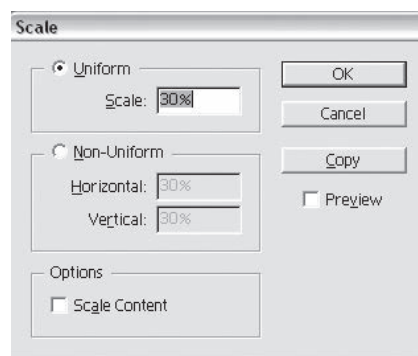 Scale
Uniform
Scale: 30%
Non-Uniform
Horizontal: 30%
Vertical: 30%
Options
Scale Content
OK
Cancel
Copy
Preview